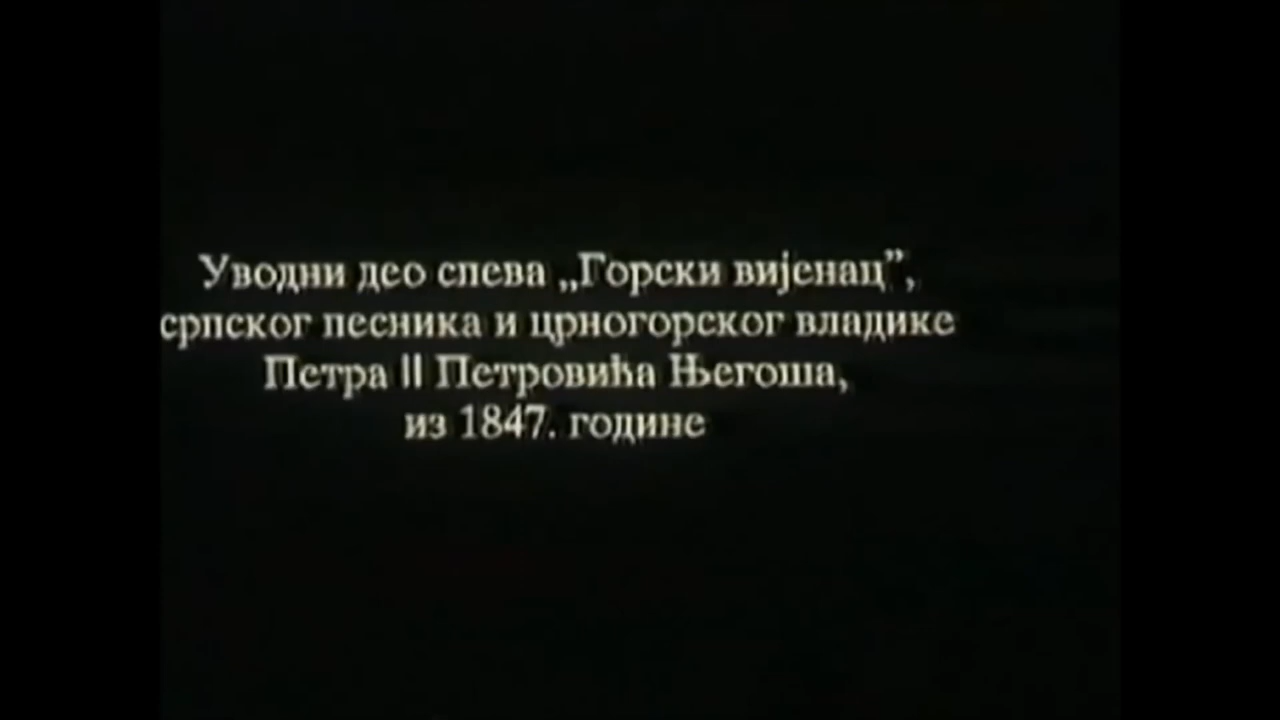 Уводни део спева „Горски вијенац”,
српског песника и црногорског владике
Петра II Петровића Његоша,
из 1847. године